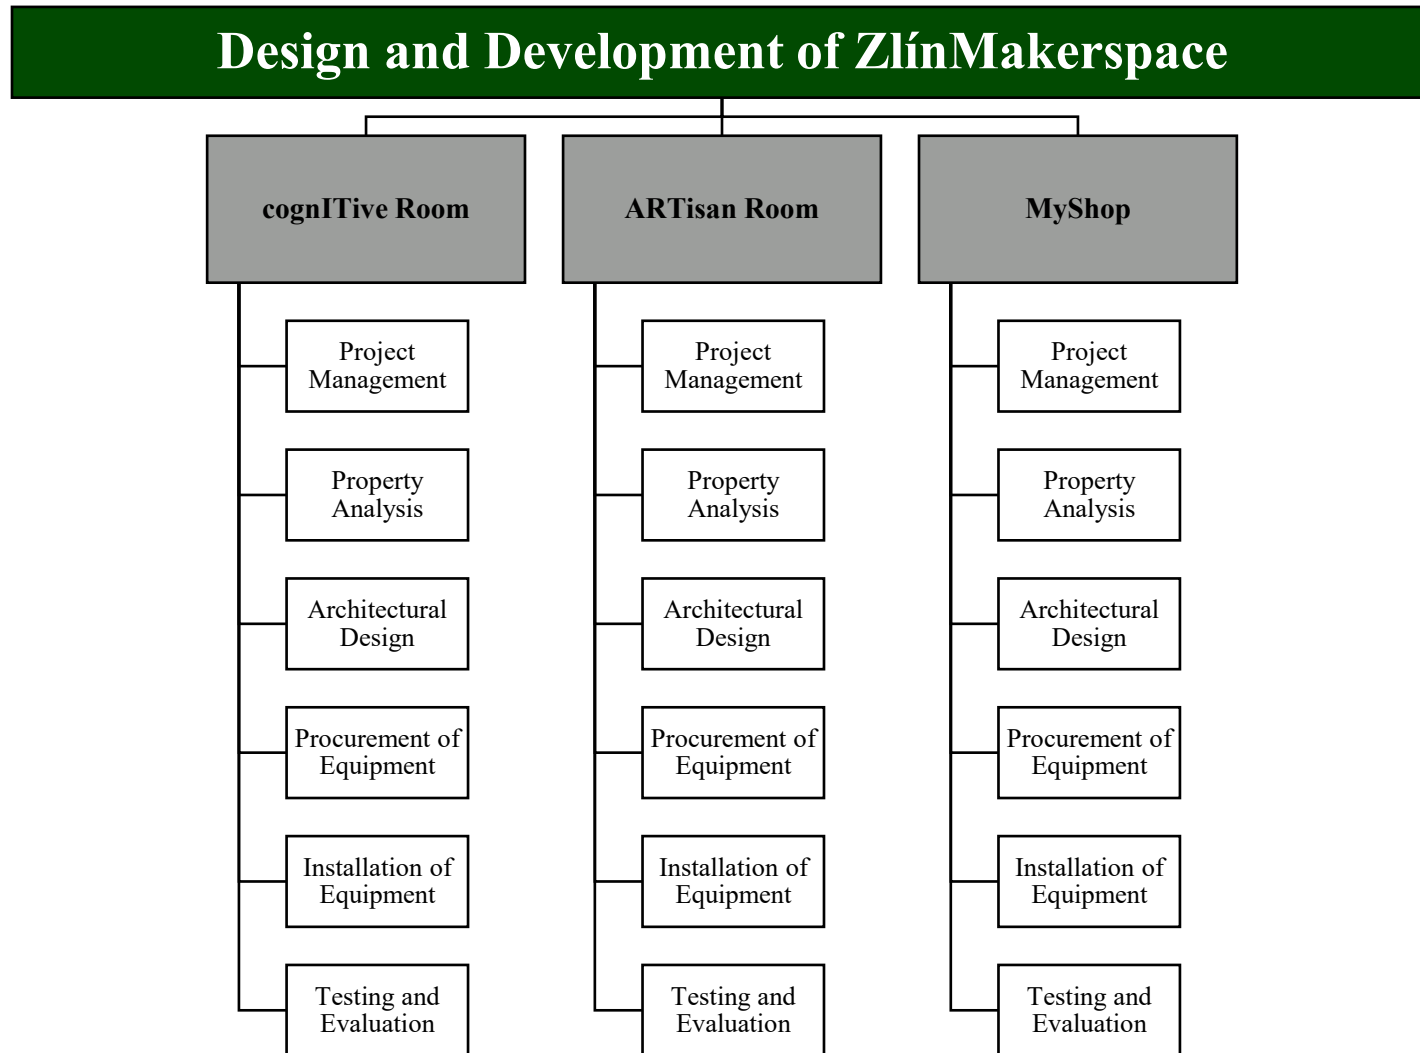 Design and Development of ZlínMakerspace
cognITive Room
Project
Management
Property
Analysis
Architectural
Design
Procurement of
Equipment
Installation of
Equipment
Testing and
Evaluation
ARTisan Room
Project
Management
Property
Analysis
Architectural
Design
Procurement of
Equipment
Installation of
Equipment
Testing and
Evaluation
MyShop
Project
Management
Property
Analysis
Architectural
Design
Procurement of
Equipment
Installation of
Equipment
Testing and
Evaluation